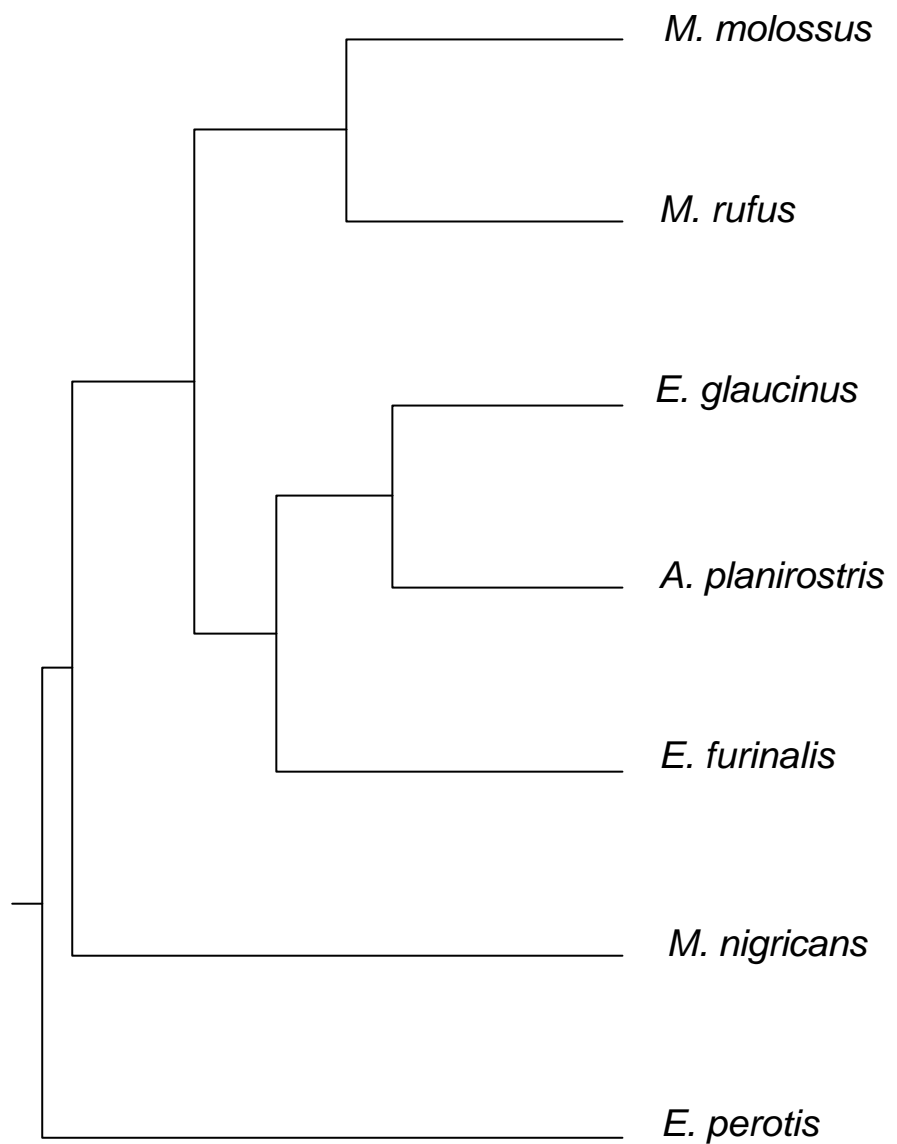 M. molossus
M. rufus
E. glaucinus
A. planirostris
E. furinalis
M. nigricans
E. perotis